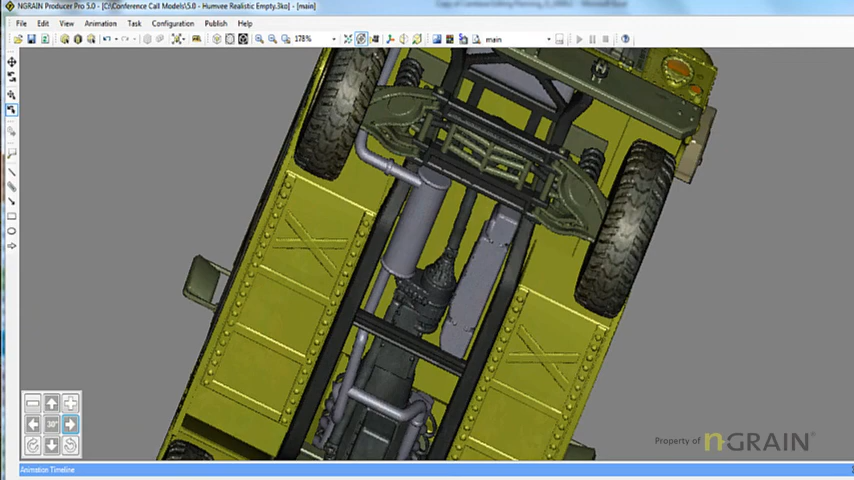 NGRAIN Producer Pro 5.0 - [C:\Conference Call Models\5.0 - Humvee Realistic Empty.3ko] - [main]
File Edit View Animation Task Configuration Publish Help
178% main
30°
Property of n·GRAIN®
Animation Timeline